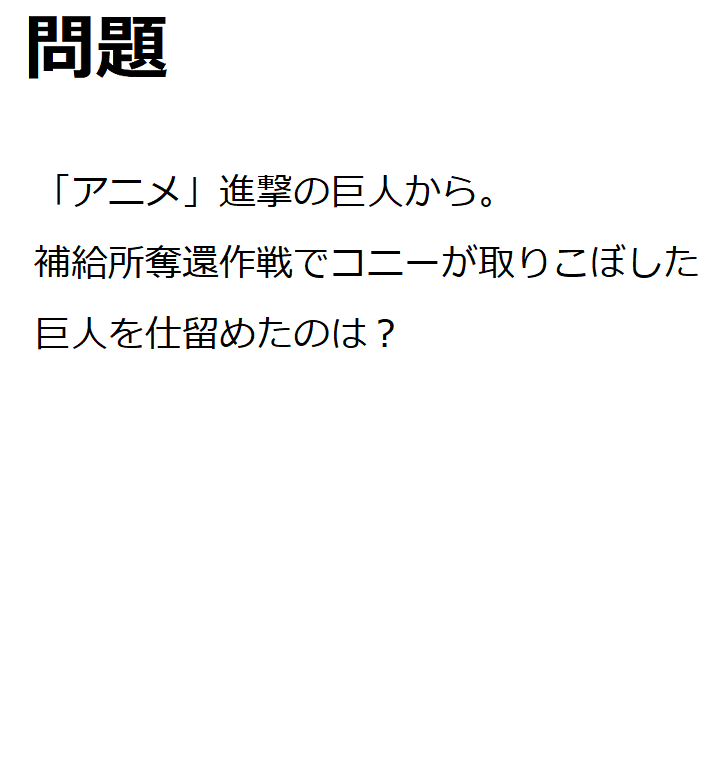 問題
「アニメ」進撃の巨人から。
補給所奪還作戦でコニーが取りこぼした
巨人を仕留めたのは？